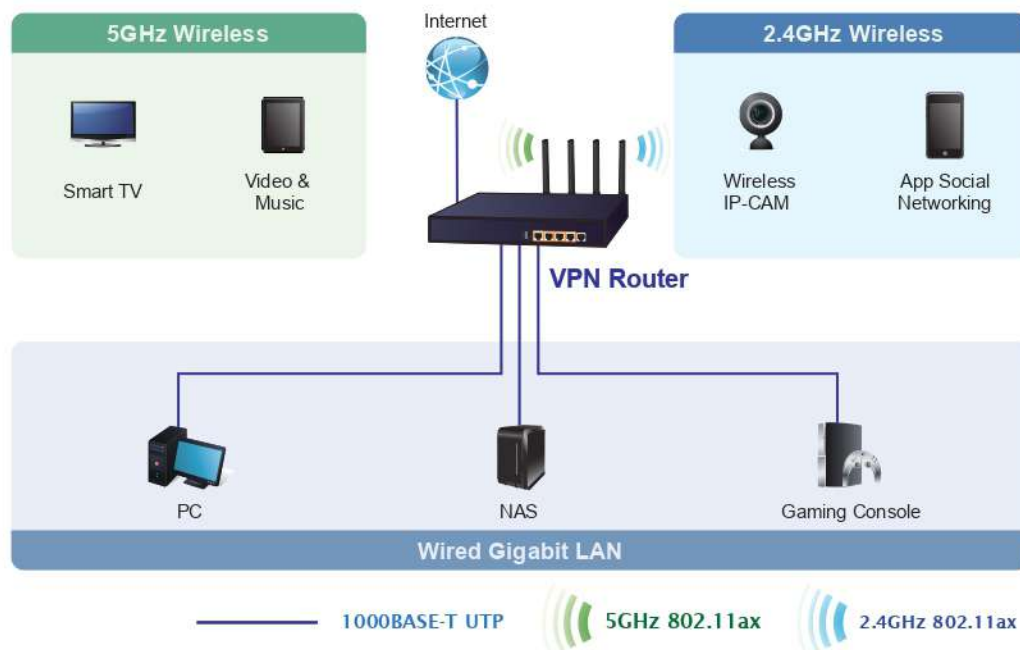 Internet
5GHz Wireless
2.4GHz Wireless
Smart TV
Video &
Music
Wireless
IP-CAM
App Social
Networking
VPN Router
PC
NAS
Gaming Console
Wired Gigabit LAN
1000BASE-T UTP
5GHz 802.11ax
2.4GHz 802.11ax